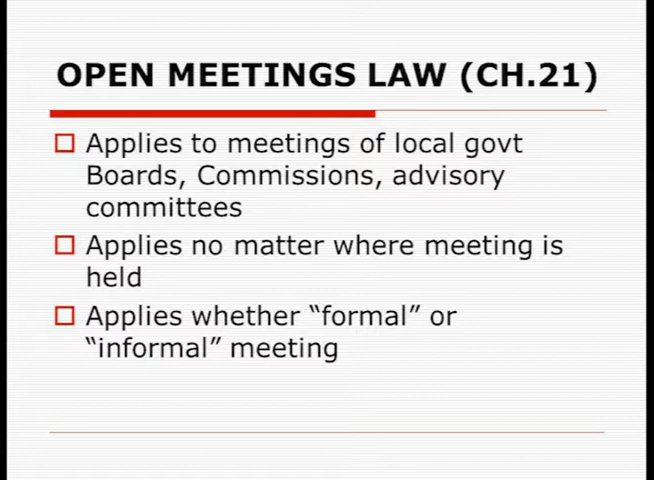 OPEN MEETINGS LAW (CH.21)
Applies to meetings of local govt
Boards, Commissions, advisory
committees
Applies no matter where meeting is
held
Applies whether “formal” or
“informal” meeting